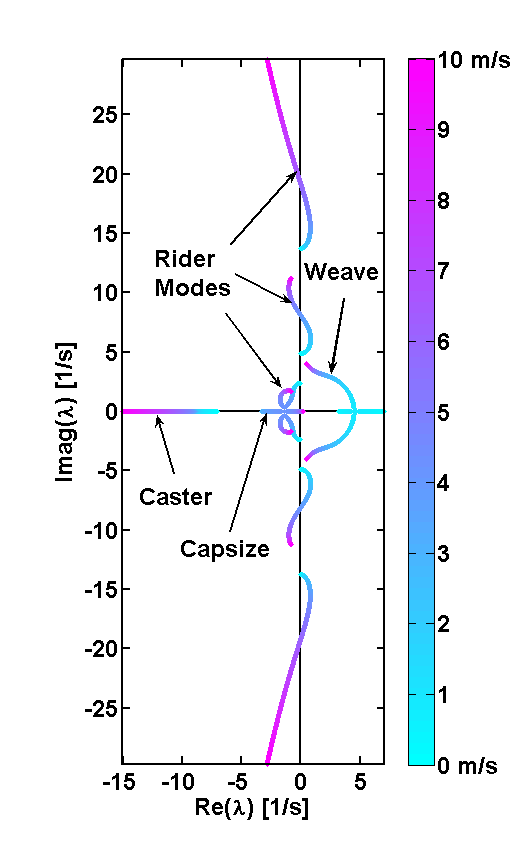 10 m/s
9
8
7
6
5
4
3
2
1
0 m/s
25
20
15
10
5
0
-5
-10
-15
-20
-25
Imag(λ) [1/s]
Rider
Modes
Weave
Caster
Capsize
-15 -10 -5 0 5
Re(λ) [1/s]